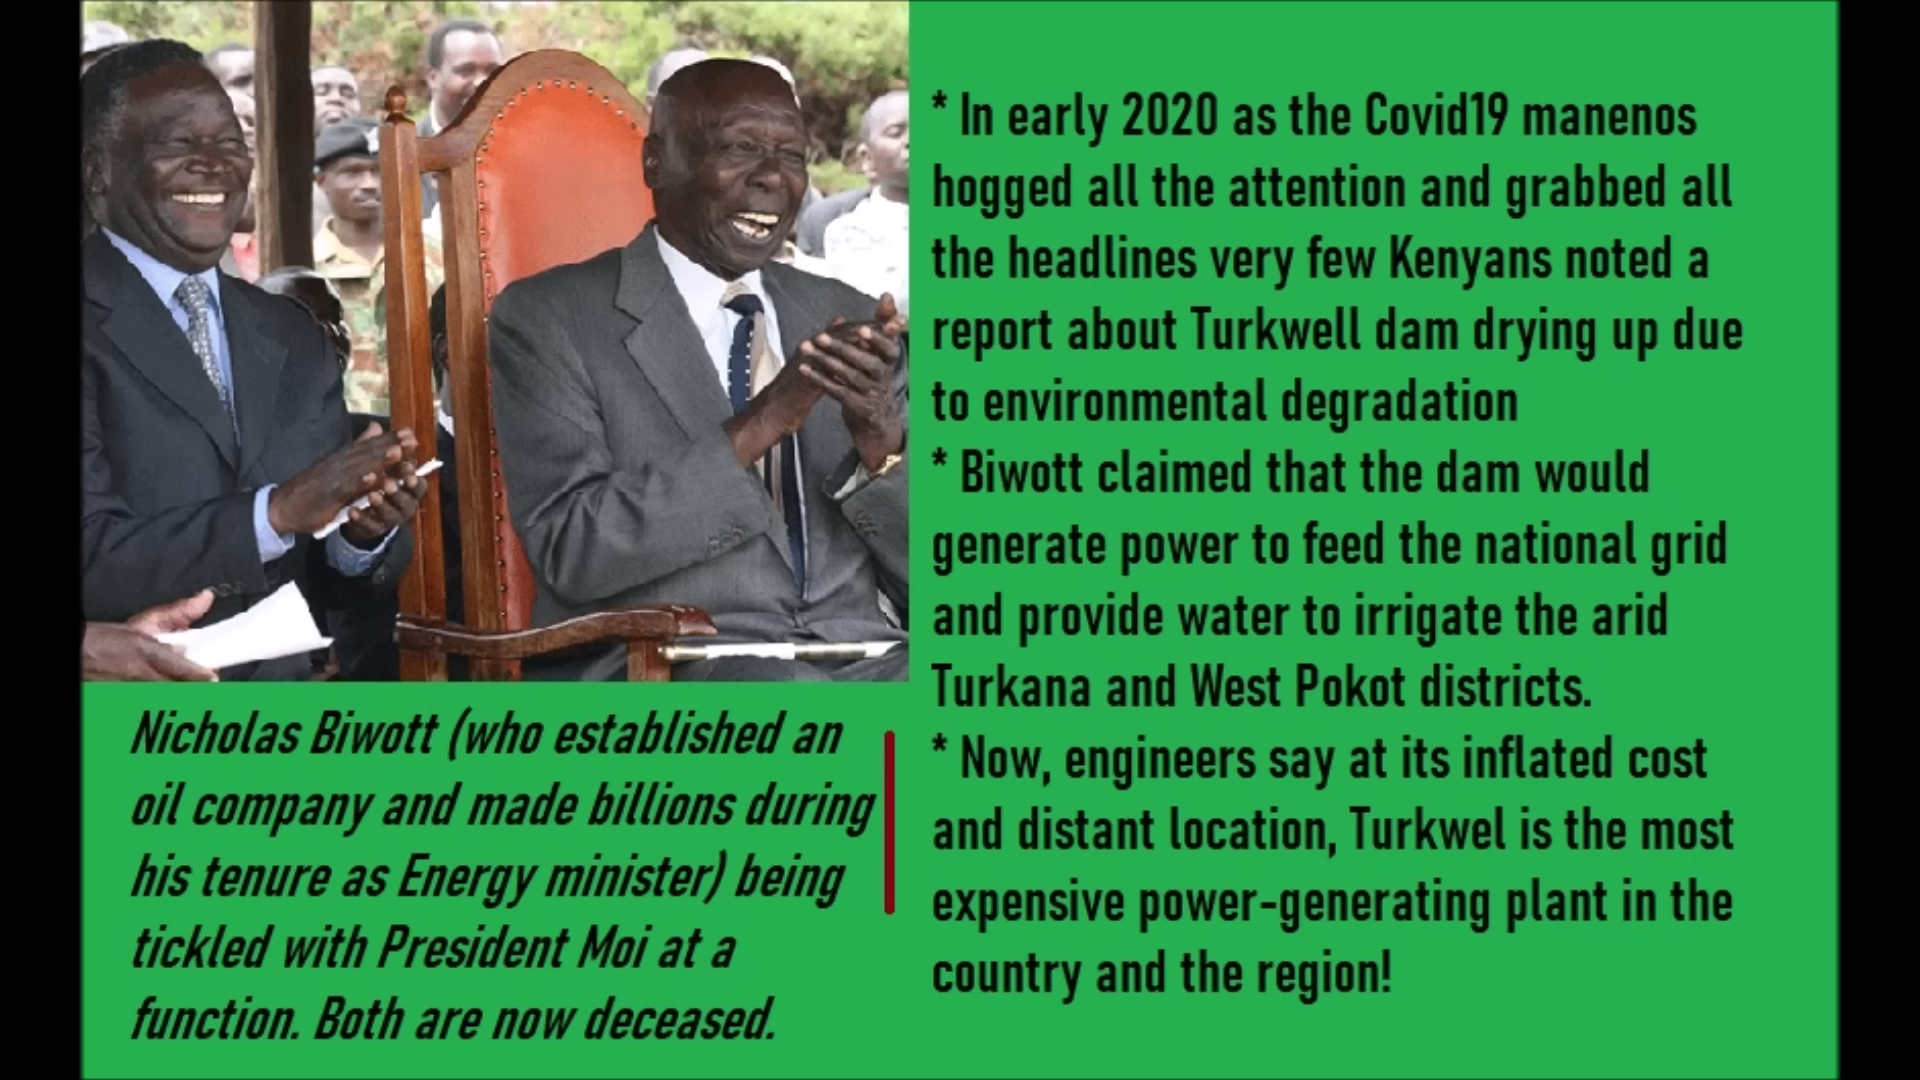 * In early 2020 as the Covid19 manenos
hogged all the attention and grabbed all
the headlines very few Kenyans noted a
report about Turkwell dam drying up due
to environmental degradation
* Biwott claimed that the dam would
generate power to feed the national grid
and provide water to irrigate the arid
Turkana and West Pokot districts.
* Now, engineers say at its inflated cost
and distant location, Turkwel is the most
expensive power-generating plant in the
country and the region!
Nicholas Biwott (who established an
oil company and made billions during
his tenure as Energy minister) being
tickled with President Moi at a
function. Both are now deceased.